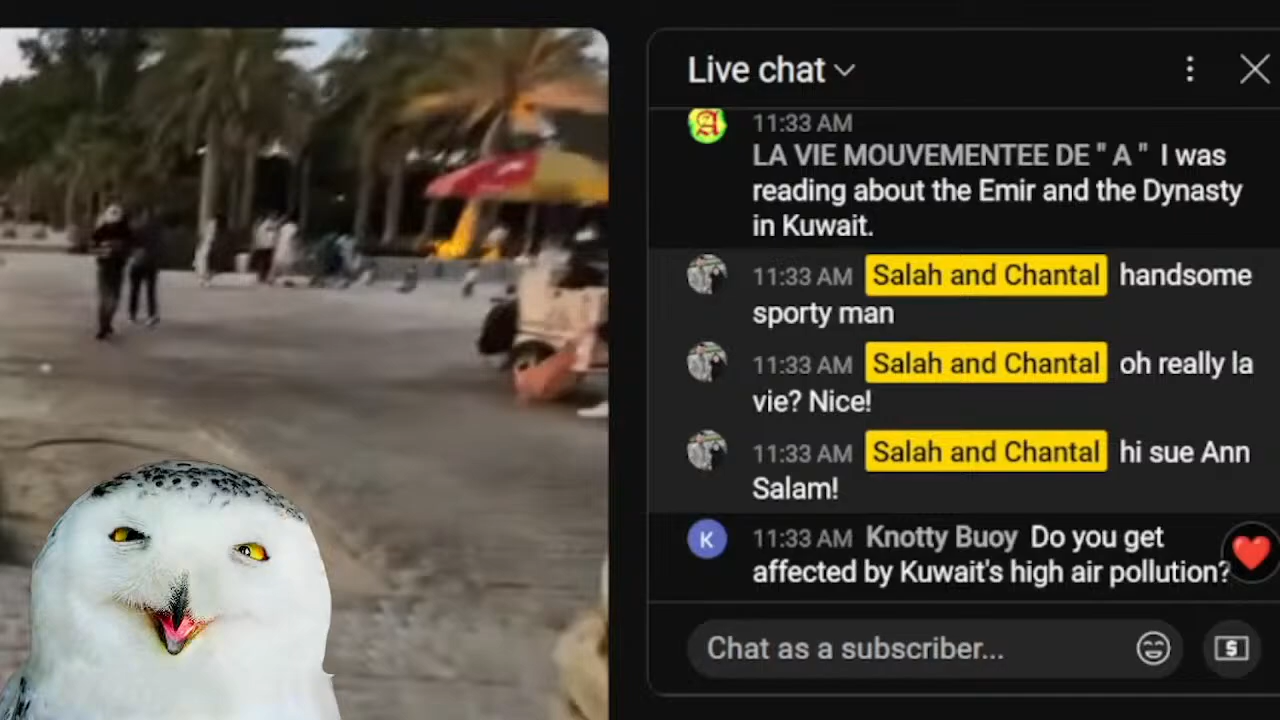 Live chat
A
11:33 AM
LA VIE MOUVEMENTEE DE " A " I was
reading about the Emir and the Dynasty
in Kuwait.
11:33 AM Salah and Chantal handsome
sporty man
11:33 AM Salah and Chantal oh really la
vie? Nice!
11:33 AM Salah and Chantal hi sue Ann
Salam!
K 11:33 AM Knotty Buoy Do you get
affected by Kuwait's high air pollution?
Chat as a subscriber...
$